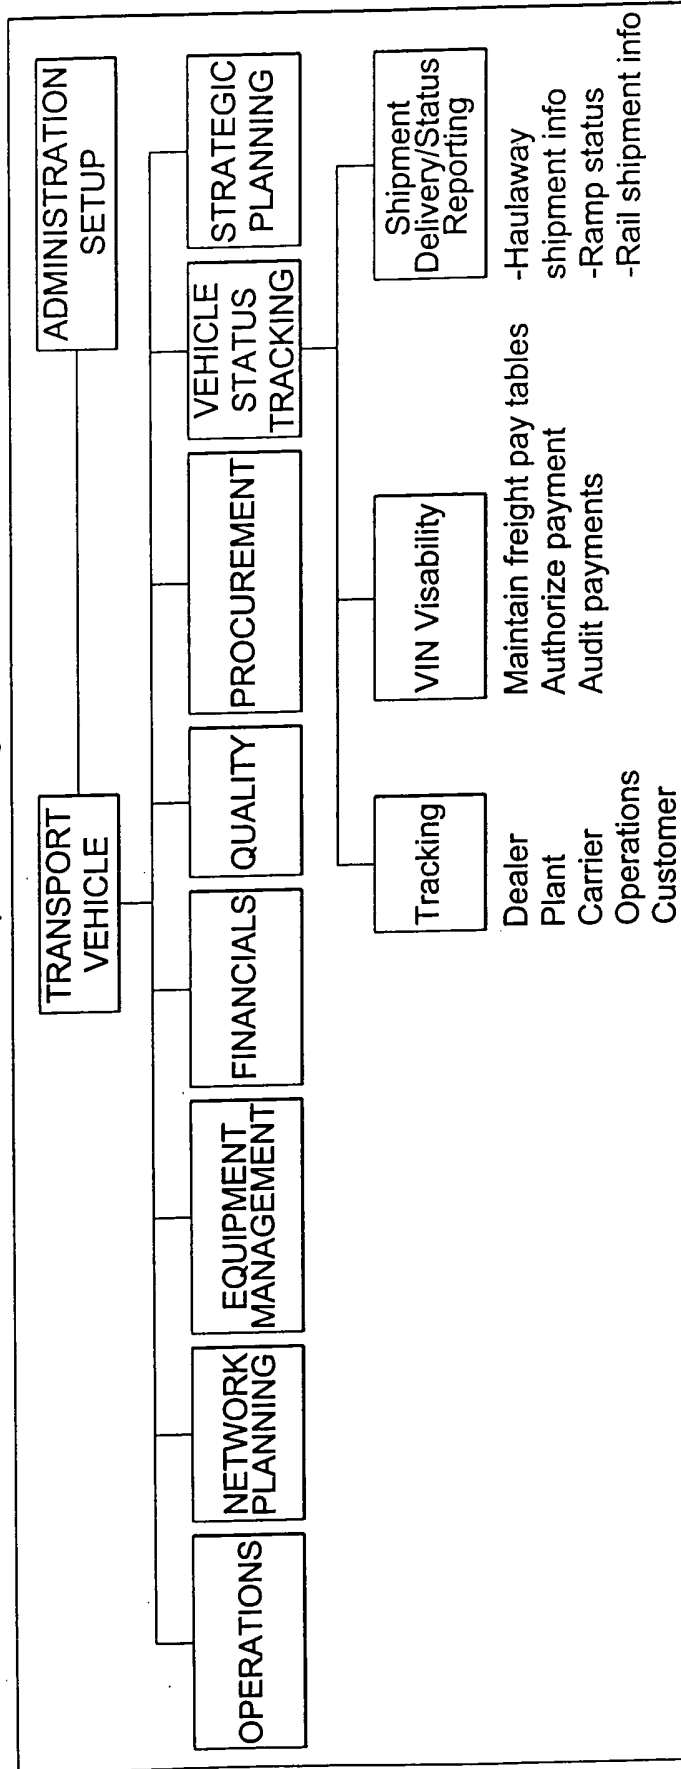 TRANSPORT
VEHICLE
ADMINISTRATION
SETUP
OPERATIONS
NETWORK
PLANNING
EQUIPMENT
MANAGEMENT
FINANCIALS
QUALITY
PROCUREMENT
VEHICLE
STATUS
TRACKING
STRATEGIC
PLANNING
Tracking
Dealer
Plant
Carrier
Operations
Customer
VIN Visability
Maintain freight pay tables
Authorize payment
Audit payments
Shipment
Delivery/Status
Reporting
-Haulaway
shipment info
-Ramp status
-Rail shipment info